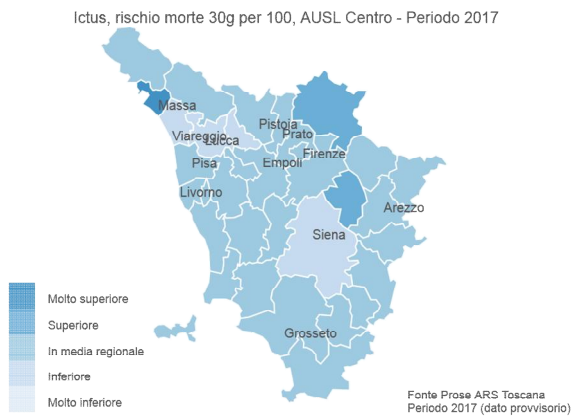 Ictus, rischio morte 30g per 100, AUSL Centro - Periodo 2017
Massa
Pistoia
Viareggio
Lucca
Prato
Firenze
Pisa
Empoli
Livorno
Arezzo
Siena
Grosseto
Molto superiore
Superiore
In media regionale
Inferiore
Molto inferiore
Fonte Prose ARS Toscana
Periodo 2017 (dato provvisorio)